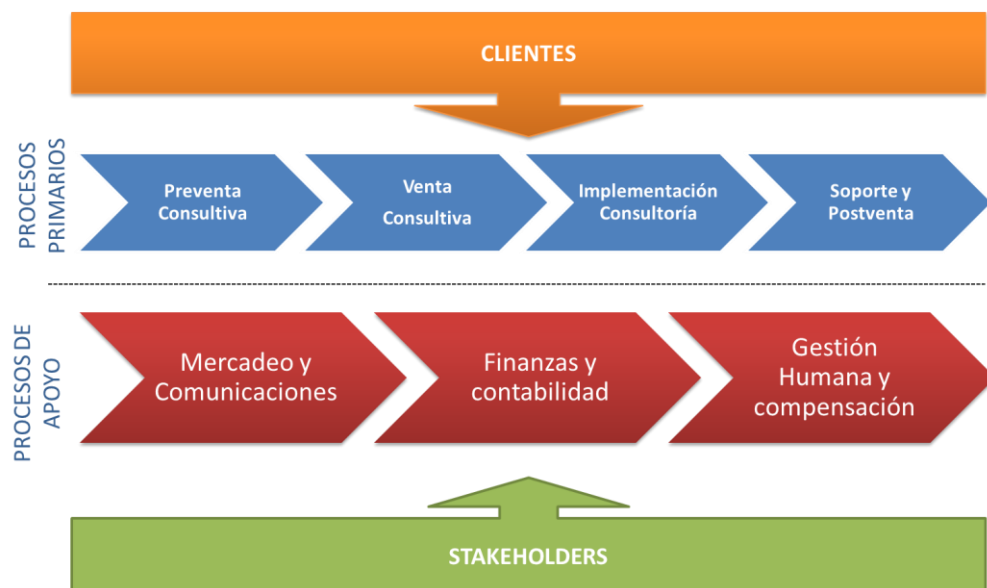 CLIENTES
PROCESOS
PRIMARIOS
Preventa
Consultiva
Venta
Consultiva
Implementación
Consultoría
Soporte y
Postventa
PROCESOS DE
APOYO
Mercadeo y
Comunicaciones
Finanzas y
contabilidad
Gestión
Humana y
compensación
STAKEHOLDERS